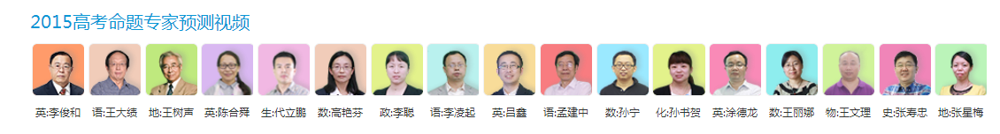 2015高考命题专家预测视频
英:李俊和 语:王大绩 地:王树声 英:陈合舜 生:代立鹏 数:高艳芬 政:李聪 语:李凌起 英:吕鑫 语:孟建中 数:孙宁 化:孙书贺 英:涂德龙 数:王丽娜 物:王文理 史:张寿忠 地:张星梅